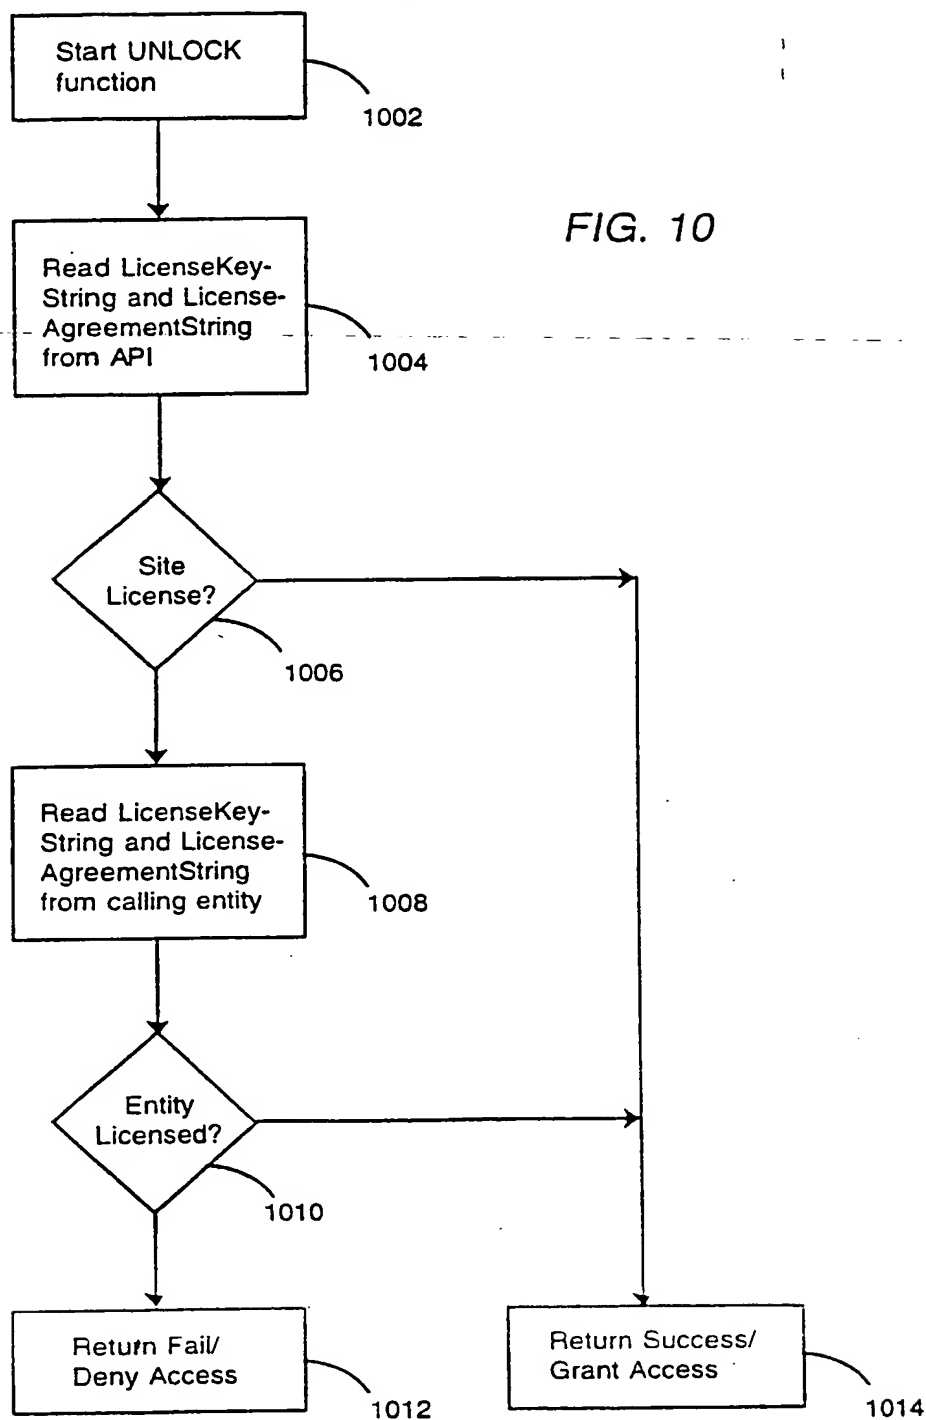 Start UNLOCK
function
1002
FIG. 10
Read LicenseKey-
String and License-
AgreementString
from API
1004
Site
License?
1006
Read LicenseKey-
String and License-
AgreementString
from calling entity
1008
Entity
Licensed?
1010
Return Fail/
Deny Access
1012
Return Success/
Grant Access
1014